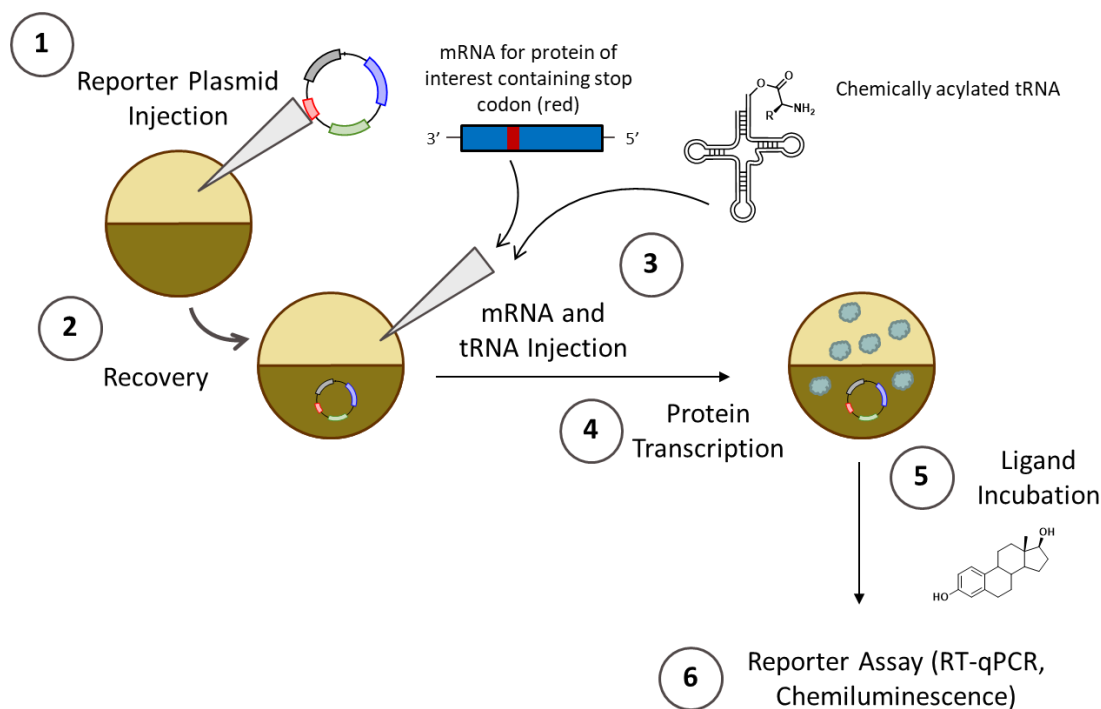 1
Reporter Plasmid
Injection
mRNA for protein of
interest containing stop
codon (red)
3’
5’
O
O
NH2
R
Chemically acylated tRNA
2
Recovery
3
mRNA and
tRNA Injection
4
Protein
Transcription
5
Ligand
Incubation
OH
HO
6
Reporter Assay (RT-qPCR,
Chemiluminescence)